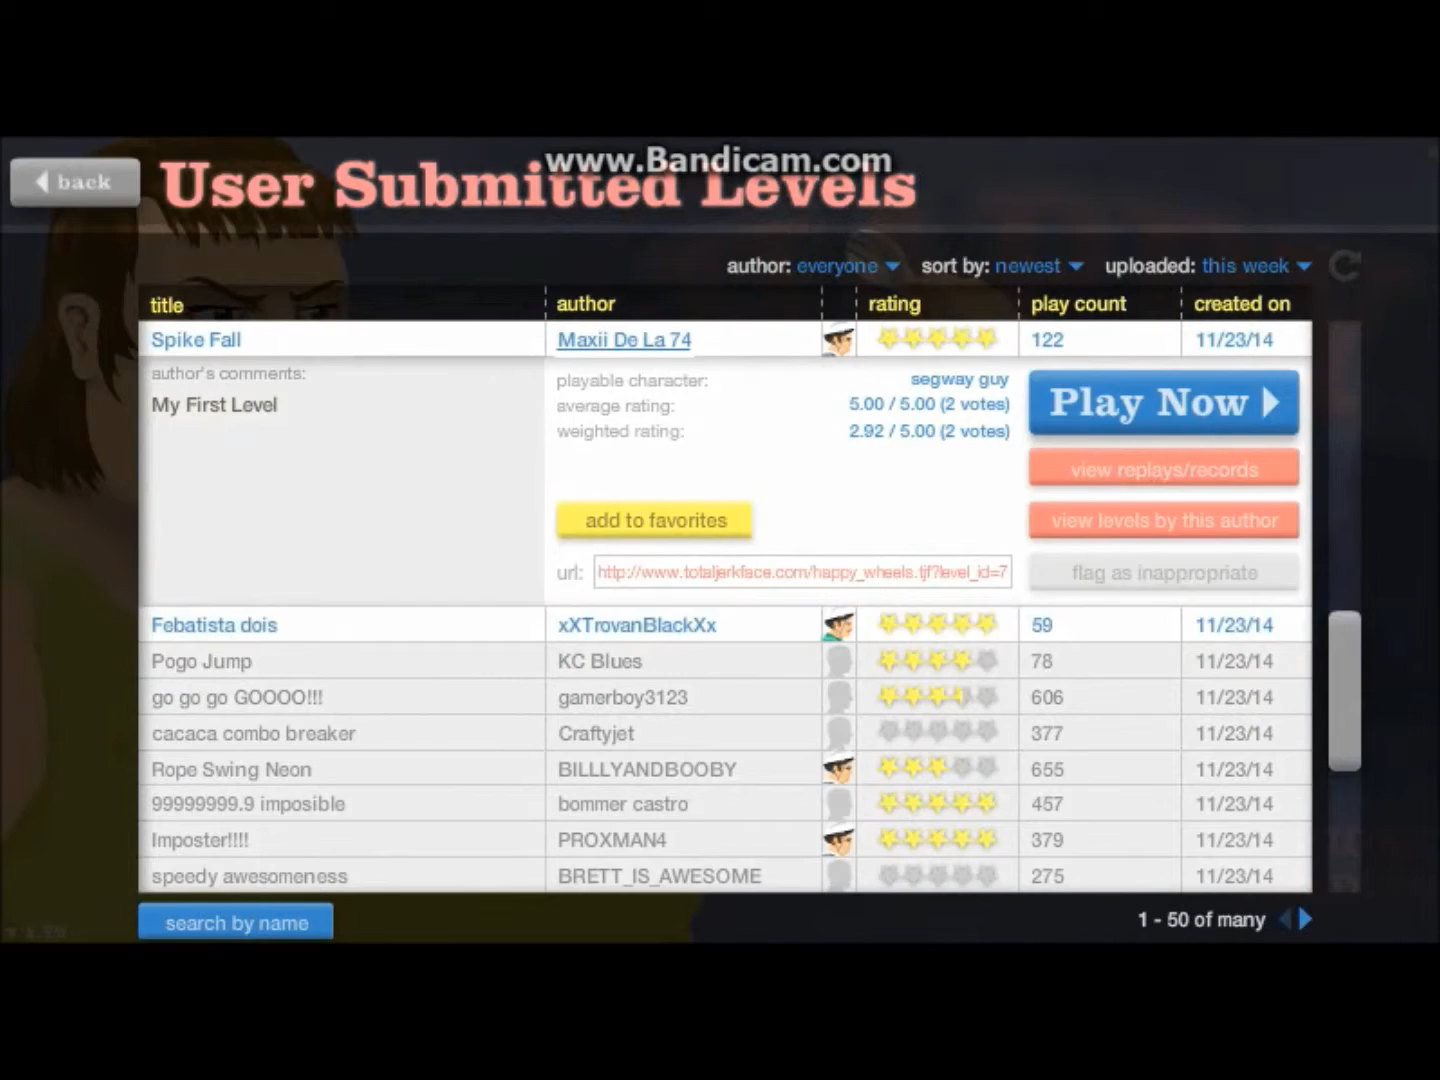 www.Bandicam.com
back
User Submitted Levels
author: everyone sort by: newest uploaded: this week
title author rating play count created on
Spike Fall Maxii De La 74 122 11/23/14
author's comments:
My First Level
playable character: segway guy
average rating: 5.00 / 5.00 (2 votes)
weighted rating: 2.92 / 5.00 (2 votes)
Play Now
view replays/records
add to favorites
view levels by this author
url: http://www.totaljerkface.com/happy_wheels.tjf?level_id=7
flag as inappropriate
Febatista dois xXTrovanBlackXx 59 11/23/14
Pogo Jump KC Blues 78 11/23/14
go go go GOOOO!!! gamerboy3123 606 11/23/14
cacaca combo breaker Craftyjet 377 11/23/14
Rope Swing Neon BILLLYANDBOOBY 655 11/23/14
99999999.9 imposible bommer castro 457 11/23/14
Imposter!!!! PROXMAN4 379 11/23/14
speedy awesomeness BRETT_IS_AWESOME 275 11/23/14
search by name
1 - 50 of many